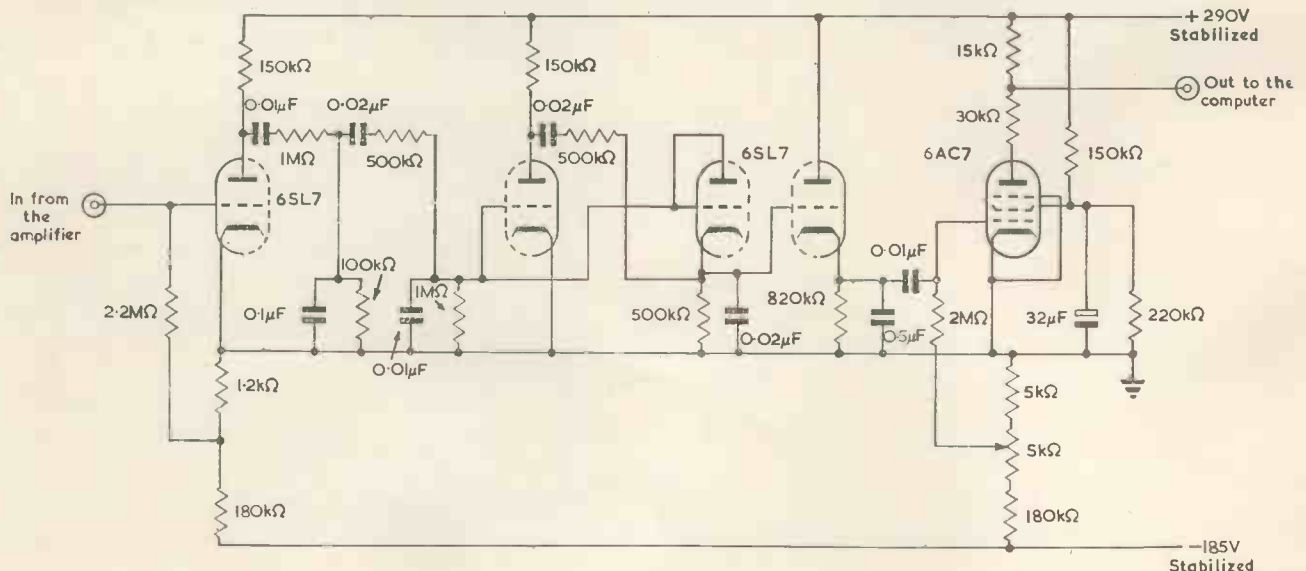 +290V
Stabilized
15kΩ
150kΩ
150kΩ
0·01μF
0·02μF
0·02μF
Out to the
computer
30kΩ
1MΩ
500kΩ
500kΩ
6SL7
6AC7
150kΩ
In from
the
amplifier
6SL7
0·01μF
100kΩ
1MΩ
2·2MΩ
0·1μF
500kΩ
820kΩ
2MΩ
32μF
220kΩ
0·02μF
0·5μF
0·01μF
1·2kΩ
5kΩ
5kΩ
180kΩ
180kΩ
−185V
Stabilized